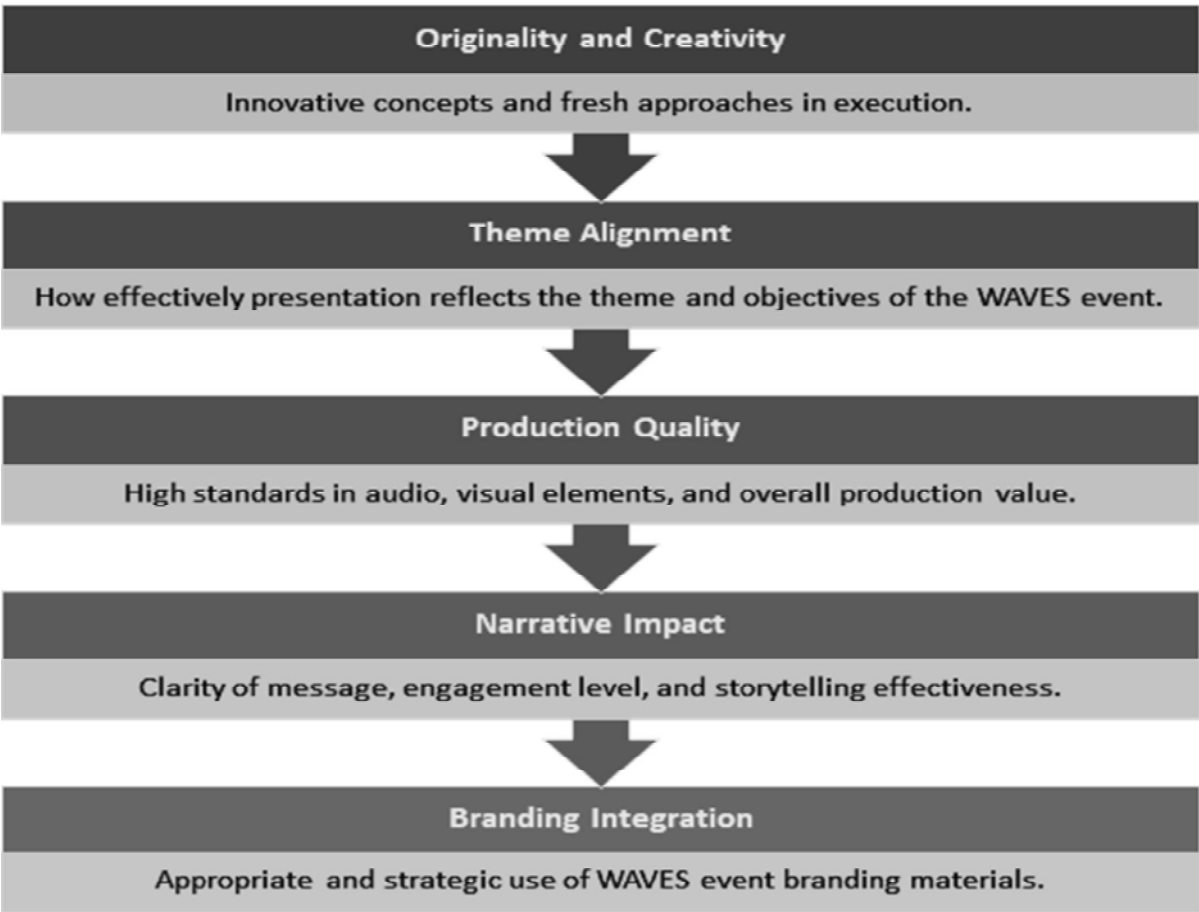 Originality and Creativity
Innovative concepts and fresh approaches in execution.
Theme Alignment
How effectively presentation reflects the theme and objectives of the WAVES event.
Production Quality
High standards in audio, visual elements, and overall production value.
Narrative Impact
Clarity of message, engagement level, and storytelling effectiveness.
Branding Integration
Appropriate and strategic use of WAVES event branding materials.